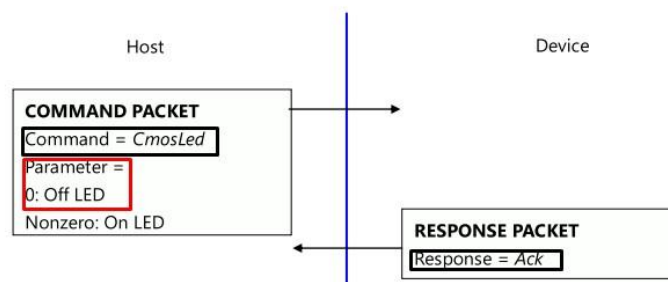 Host
Device
COMMAND PACKET
Command = CmosLed
Parameter =
0: Off LED
Nonzero: On LED
RESPONSE PACKET
Response = Ack